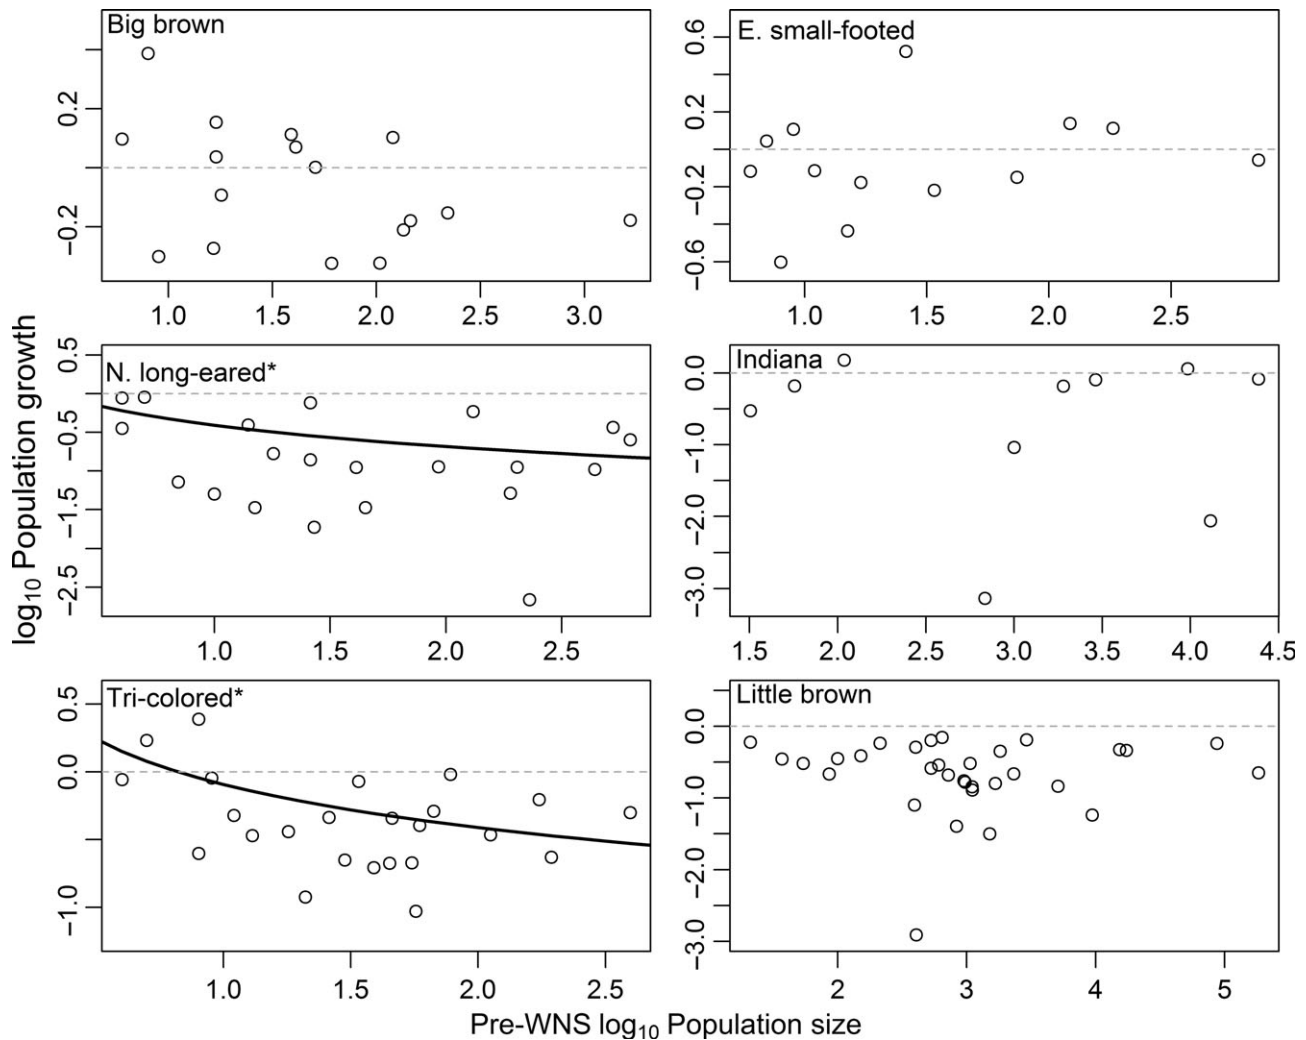 Big brown
0.2
−0.2
1.0 1.5 2.0 2.5 3.0
E. small-footed
0.6
0.2
−0.2
−0.6
1.0 1.5 2.0 2.5
N. long-eared*
0.5
−0.5
−1.5
−2.5
1.0 1.5 2.0 2.5
Indiana
0.0
−1.0
−2.0
−3.0
1.5 2.0 2.5 3.0 3.5 4.0 4.5
Tri-colored*
0.5
0.0
−1.0
1.0 1.5 2.0 2.5
Little brown
0.0
−1.0
−2.0
−3.0
2 3 4 5
log₁₀ Population growth
Pre-WNS log₁₀ Population size